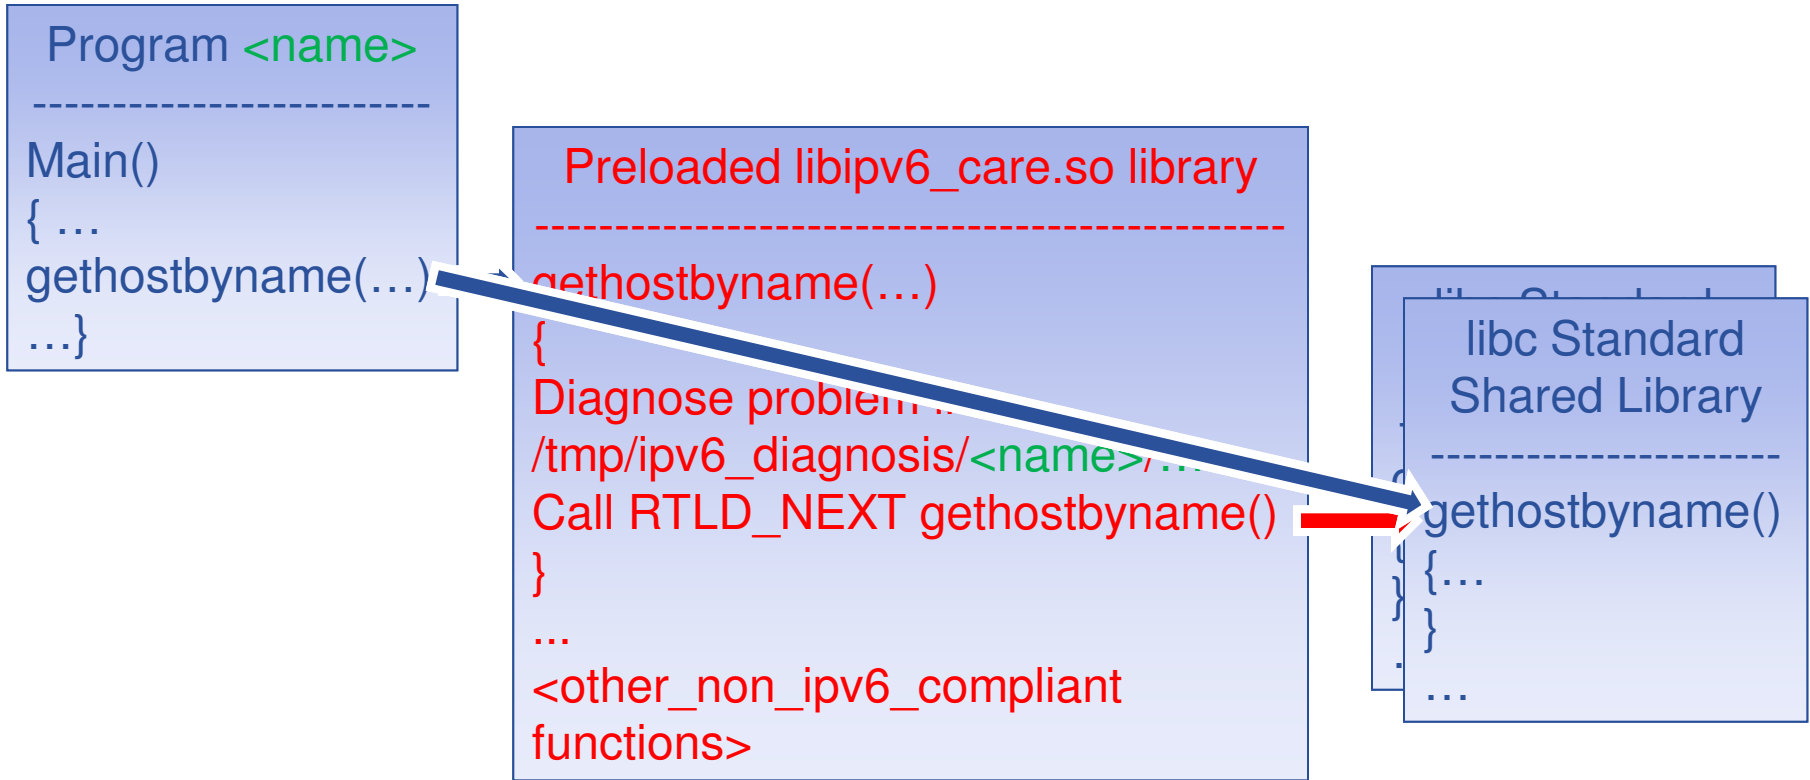 Program <name>
-------------------------
Main()
{ …
gethostbyname(…)
…}
Preloaded libipv6_care.so library
-----------------------------------------------
gethostbyname(…)
{
Diagnose problem
/tmp/ipv6_diagnosis/<name>/…
Call RTLD_NEXT gethostbyname()
}
...
<other_non_ipv6_compliant
functions>
libc Standard
Shared Library
----------------------
gethostbyname()
{…
}
…